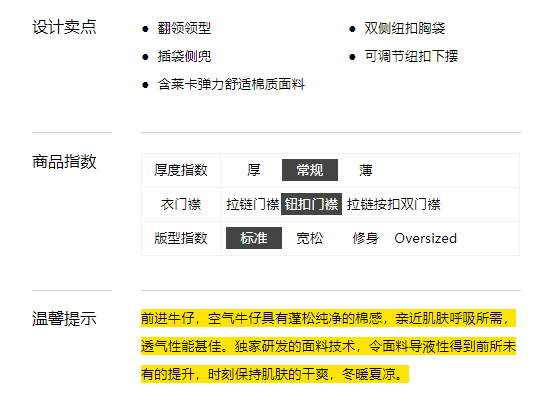 设计卖点
● 翻领领型 ● 双侧纽扣胸袋
● 插袋侧兜 ● 可调节纽扣下摆
● 含莱卡弹力舒适棉质面料
商品指数
厚度指数 厚 常规 薄
衣门襟 拉链门襟 钮扣门襟 拉链按扣双门襟
版型指数 标准 宽松 修身 Oversized
温馨提示
前进牛仔，空气牛仔具有蓬松纯净的棉感，亲近肌肤呼吸所需，
透气性能甚佳。独家研发的面料技术，令面料导液性得到前所未
有的提升，时刻保持肌肤的干爽，冬暖夏凉。